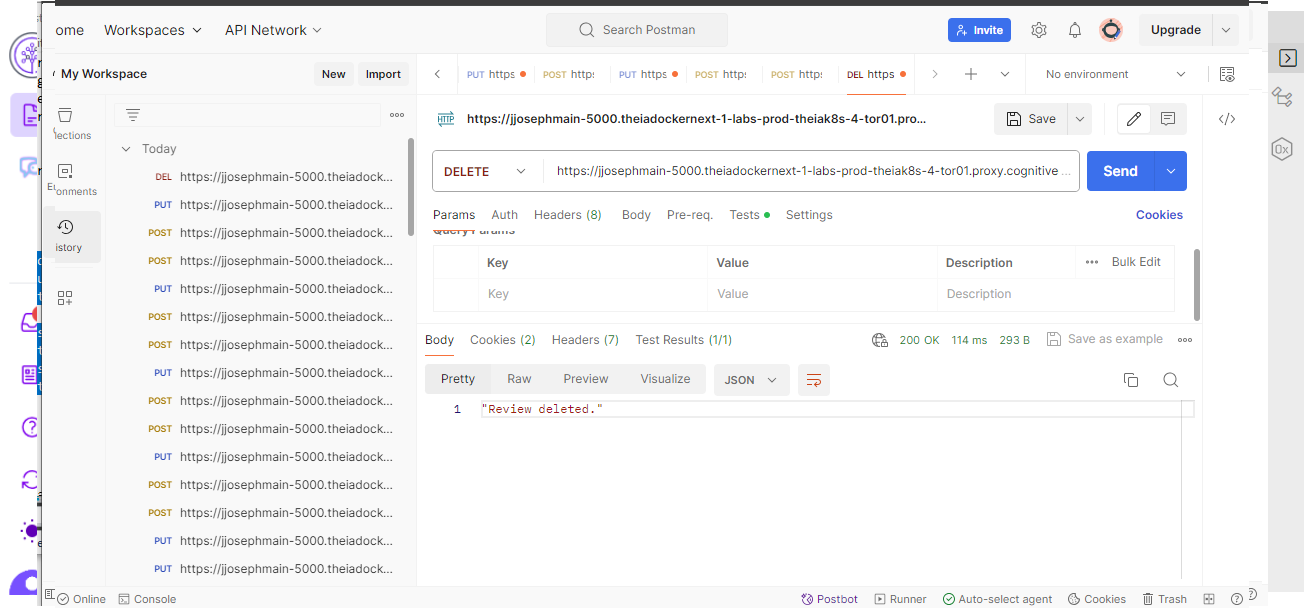 ome Workspaces API Network Search Postman Invite Upgrade
My Workspace New Import PUT https POST http: PUT https POST http: POST http: DEL https No environment
lections
onments
istory
Today
DEL https://jjosephmain-5000.theiadock...
PUT https://jjosephmain-5000.theiadock...
POST https://jjosephmain-5000.theiadock...
POST https://jjosephmain-5000.theiadock...
PUT https://jjosephmain-5000.theiadock...
POST https://jjosephmain-5000.theiadock...
POST https://jjosephmain-5000.theiadock...
PUT https://jjosephmain-5000.theiadock...
POST https://jjosephmain-5000.theiadock...
POST https://jjosephmain-5000.theiadock...
PUT https://jjosephmain-5000.theiadock...
POST https://jjosephmain-5000.theiadock...
POST https://jjosephmain-5000.theiadock...
PUT https://jjosephmain-5000.theiadock...
PUT https://jjosephmain-5000.theiadock...
HTTP https://jjosephmain-5000.theiadockernext-1-labs-prod-theiak8s-4-tor01.pro... Save </>
DELETE https://jjosephmain-5000.theiadockernext-1-labs-prod-theiak8s-4-tor01.proxy.cognitive ... Send
Params Auth Headers (8) Body Pre-req. Tests Settings Cookies
Query Params
Key Value Description Bulk Edit
Key Value Description
Body Cookies (2) Headers (7) Test Results (1/1) 200 OK 114 ms 293 B Save as example
Pretty Raw Preview Visualize JSON
1 "Review deleted."
Online Console Postbot Runner Auto-select agent Cookies Trash